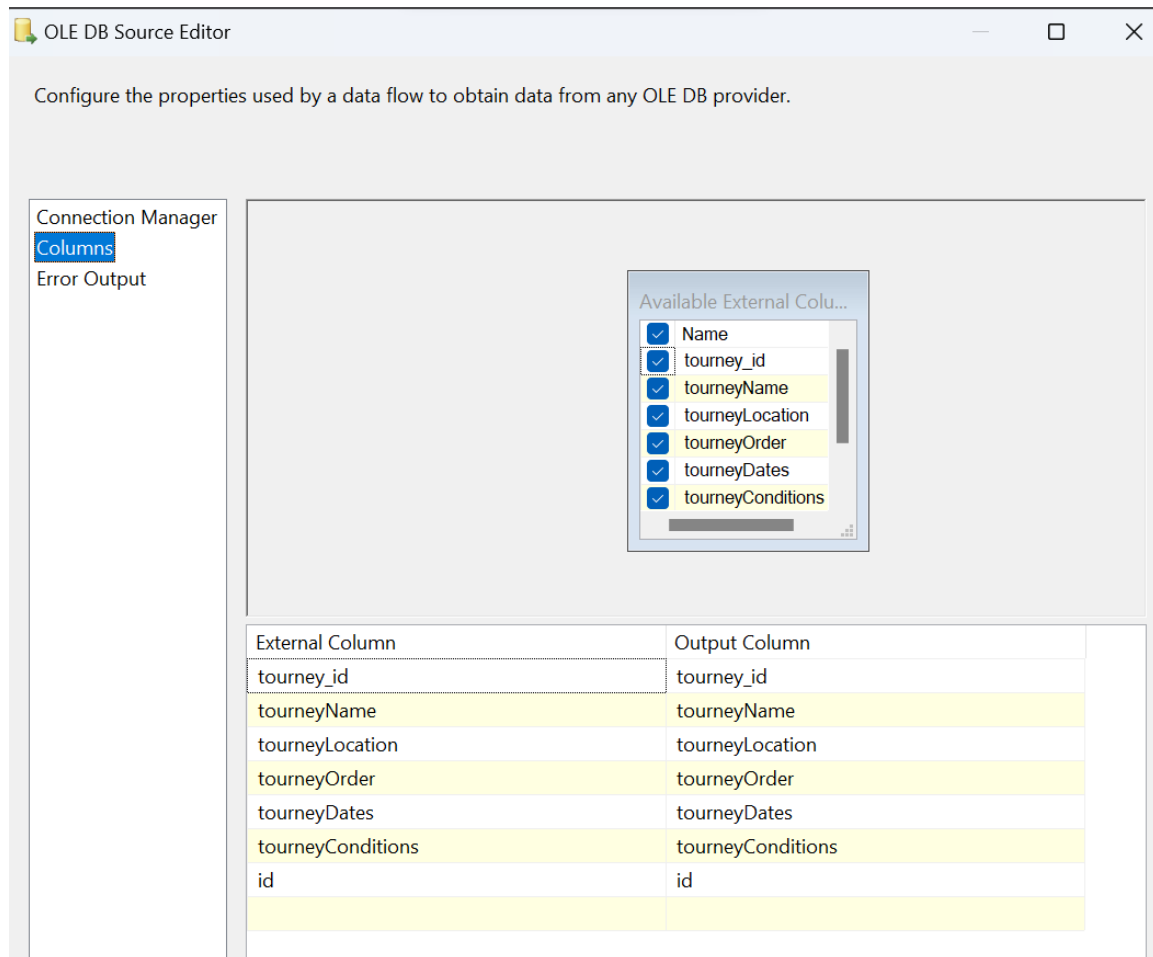 OLE DB Source Editor
Configure the properties used by a data flow to obtain data from any OLE DB provider.
Connection Manager
Columns
Error Output
Available External Colu...
Name
tourney_id
tourneyName
tourneyLocation
tourneyOrder
tourneyDates
tourneyConditions
External Column Output Column
tourney_id tourney_id
tourneyName tourneyName
tourneyLocation tourneyLocation
tourneyOrder tourneyOrder
tourneyDates tourneyDates
tourneyConditions tourneyConditions
id id